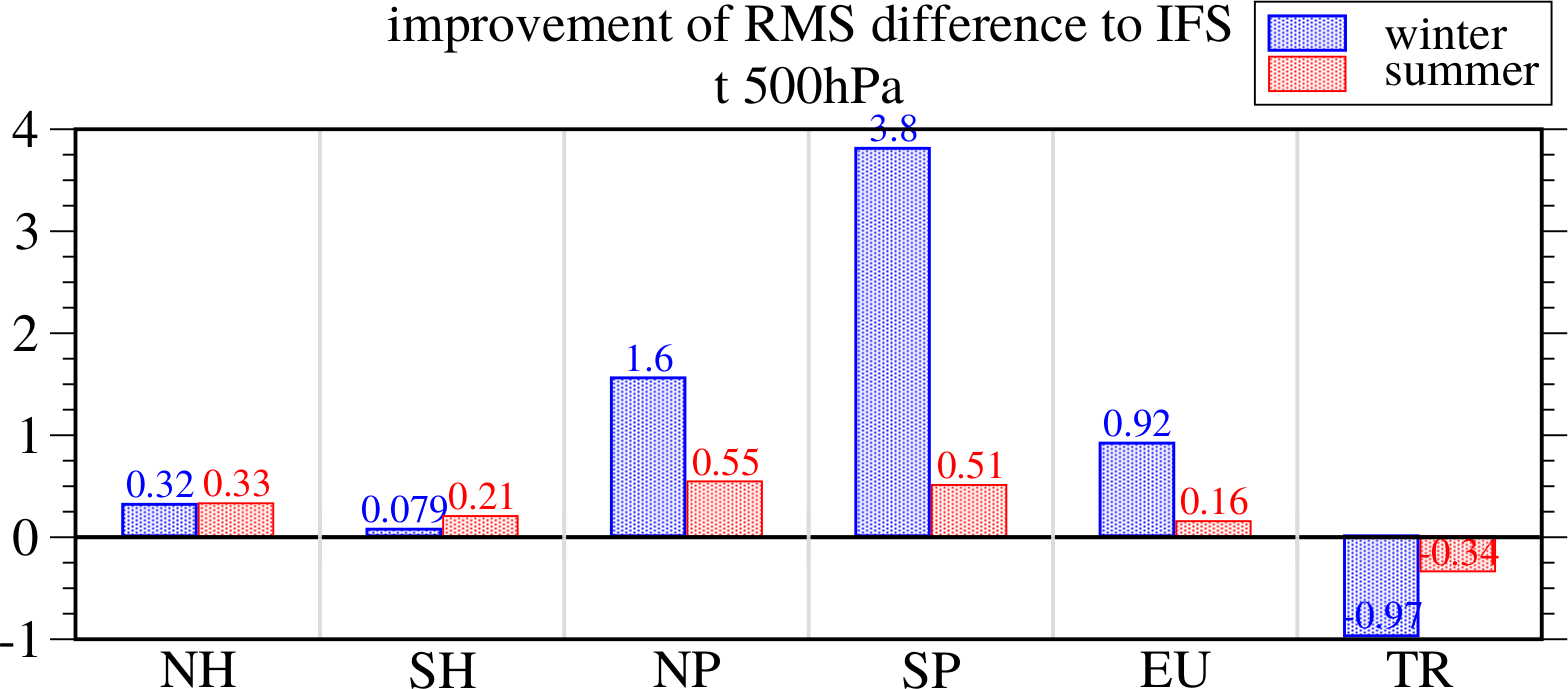 improvement of RMS difference to IFS
t 500hPa
winter
summer
4
3
2
1
0
-1
0.32 0.33
0.079 0.21
1.6 0.55
3.8 0.51
0.92 0.16
-0.97 -0.34
NH SH NP SP EU TR